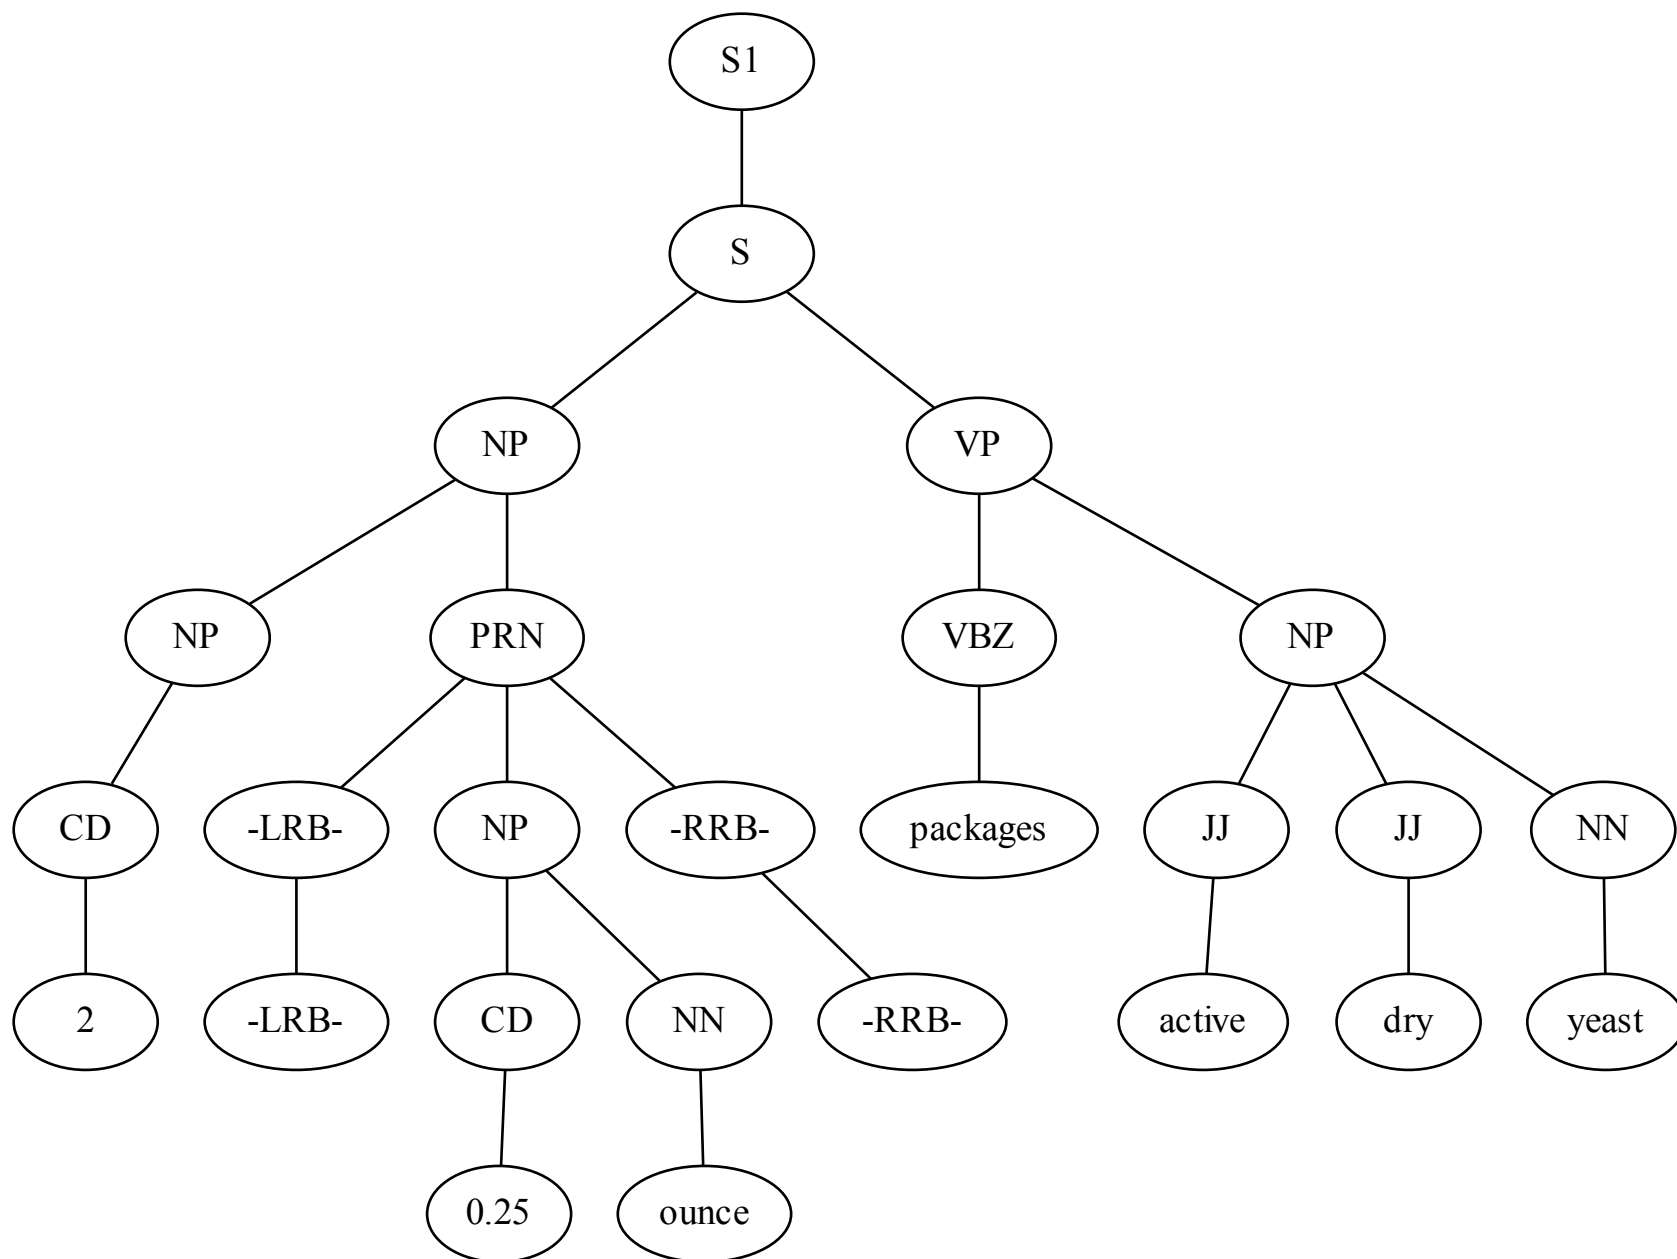 S1
S
NP VP
NP PRN VBZ NP
CD -LRB- NP -RRB- packages JJ JJ NN
2 -LRB- CD NN -RRB- active dry yeast
0.25 ounce